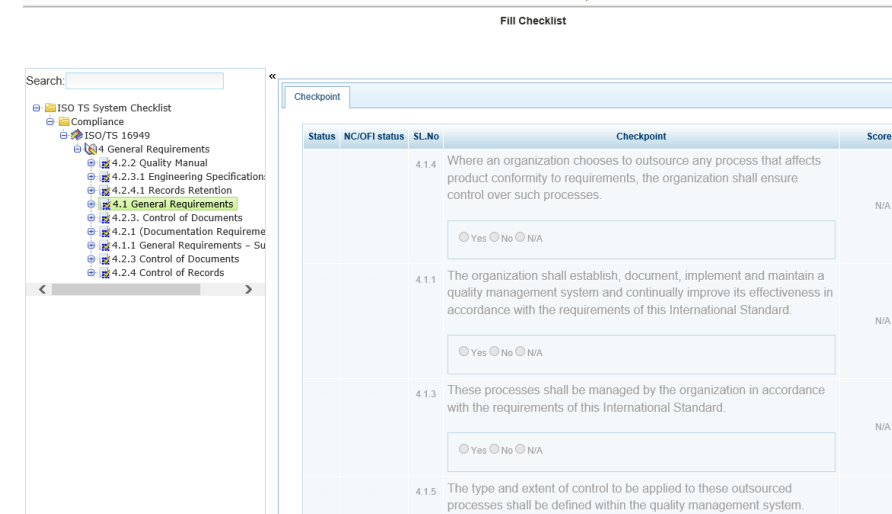 Fill Checklist
Search:
«
ISO TS System Checklist
Compliance
ISO/TS 16949
4 General Requirements
4.2.2 Quality Manual
4.2.3.1 Engineering Specification
4.2.4.1 Records Retention
4.1 General Requirements
4.2.3. Control of Documents
4.2.1 (Documentation Requireme
4.1.1 General Requirements – Su
4.2.3 Control of Documents
4.2.4 Control of Records
Checkpoint
Status NC/OFI status SL.No Checkpoint Score
4.1.4 Where an organization chooses to outsource any process that affects
product conformity to requirements, the organization shall ensure
control over such processes.
N/A
Yes No N/A
4.1.1 The organization shall establish, document, implement and maintain a
quality management system and continually improve its effectiveness in
accordance with the requirements of this International Standard.
N/A
Yes No N/A
4.1.3 These processes shall be managed by the organization in accordance
with the requirements of this International Standard.
N/A
Yes No N/A
4.1.5 The type and extent of control to be applied to these outsourced
processes shall be defined within the quality management system.